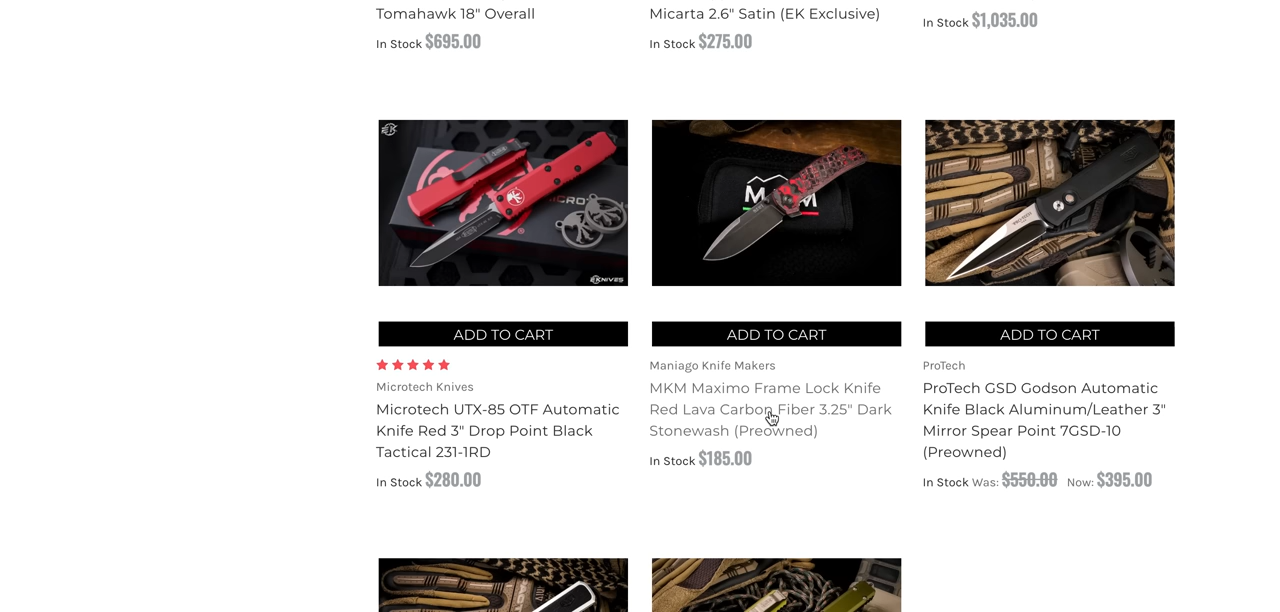 Tomahawk 18" Overall
In Stock $695.00
Micarta 2.6" Satin (EK Exclusive)
In Stock $275.00
In Stock $1,035.00
EK
EKNIVES
ADD TO CART
Microtech Knives
Microtech UTX-85 OTF Automatic
Knife Red 3" Drop Point Black
Tactical 231-1RD
In Stock $280.00
ADD TO CART
Maniago Knife Makers
MKM Maximo Frame Lock Knife
Red Lava Carbon Fiber 3.25" Dark
Stonewash (Preowned)
In Stock $185.00
ADD TO CART
ProTech
ProTech GSD Godson Automatic
Knife Black Aluminum/Leather 3"
Mirror Spear Point 7GSD-10
(Preowned)
In Stock Was: $550.00 Now: $395.00